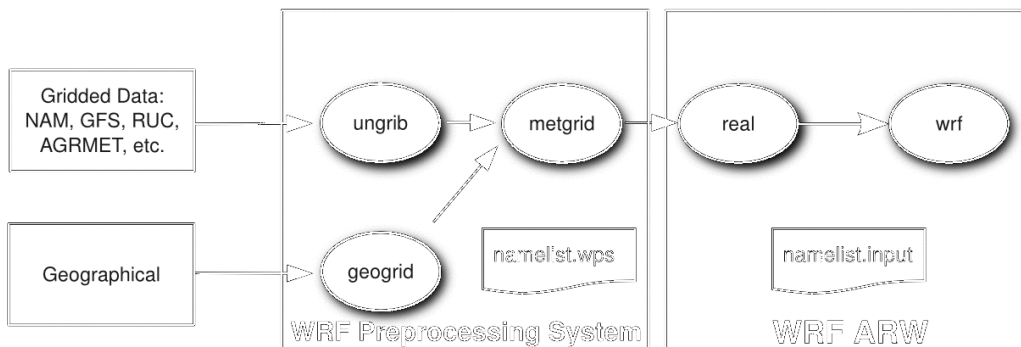 Gridded Data:
NAM, GFS, RUC,
AGRMET, etc.
ungrib
metgrid
real
wrf
Geographical
geogrid
namelist.wps
namelist.input
WRF Preprocessing System
WRF ARW